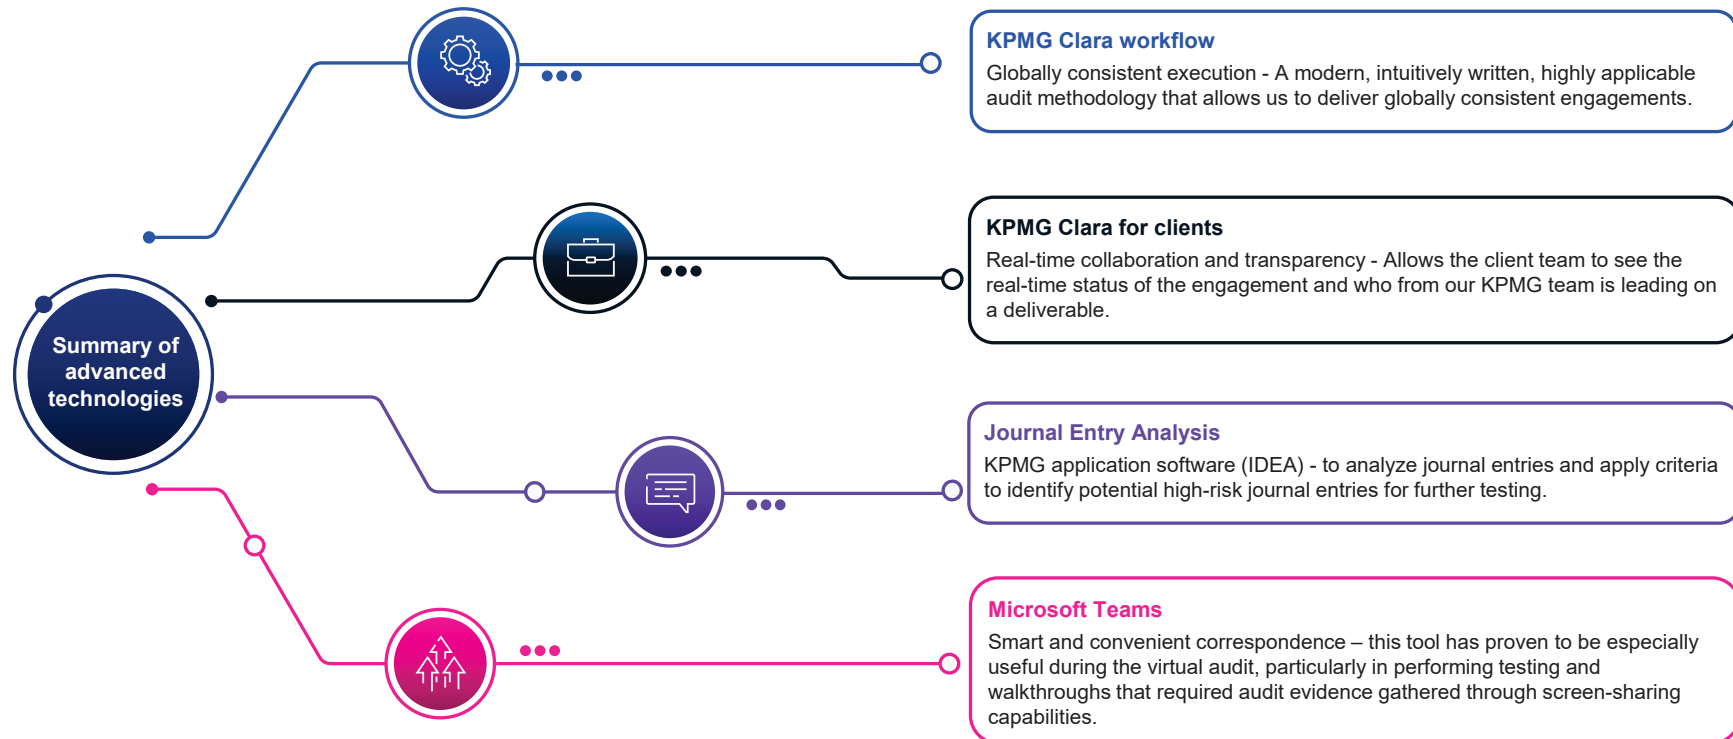 KPMG Clara workflow
Globally consistent execution - A modern, intuitively written, highly applicable
audit methodology that allows us to deliver globally consistent engagements.
KPMG Clara for clients
Real-time collaboration and transparency - Allows the client team to see the
real-time status of the engagement and who from our KPMG team is leading on
a deliverable.
Summary of
advanced
technologies
Journal Entry Analysis
KPMG application software (IDEA) - to analyze journal entries and apply criteria
to identify potential high-risk journal entries for further testing.
Microsoft Teams
Smart and convenient correspondence – this tool has proven to be especially
useful during the virtual audit, particularly in performing testing and
walkthroughs that required audit evidence gathered through screen-sharing
capabilities.